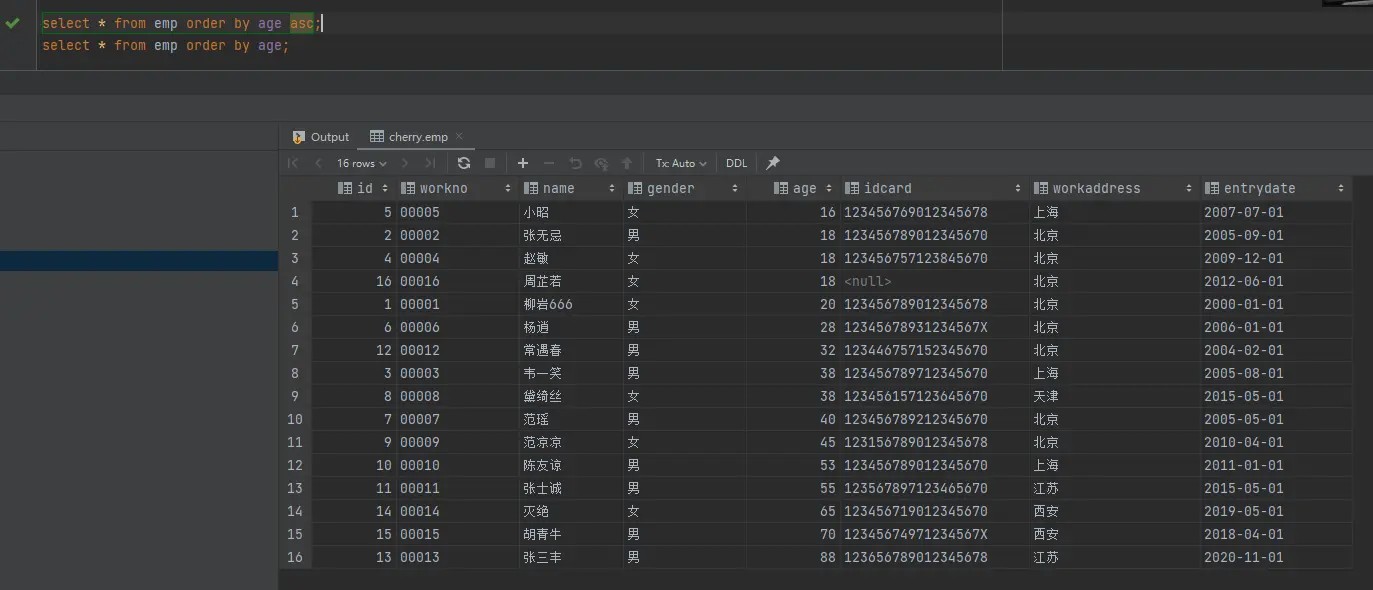 select * from emp order by age asc;
select * from emp order by age;
Output cherry.emp
16 rows Tx: Auto DDL
id workno name gender age idcard workaddress entrydate
1 5 00005 小昭 女 16 123456769012345678 上海 2007-07-01
2 2 00002 张无忌 男 18 123456789012345670 北京 2005-09-01
3 4 00004 赵敏 女 18 123456757123845670 北京 2009-12-01
4 16 00016 周芷若 女 18 <null> 北京 2012-06-01
5 1 00001 柳岩666 女 20 123456789012345678 北京 2000-01-01
6 6 00006 杨逍 男 28 12345678931234567X 北京 2006-01-01
7 12 00012 常遇春 男 32 123446757152345670 北京 2004-02-01
8 3 00003 韦一笑 男 38 123456789712345670 上海 2005-08-01
9 8 00008 黛绮丝 女 38 123456157123645670 天津 2015-05-01
10 7 00007 范瑶 男 40 123456789212345670 北京 2005-05-01
11 9 00009 范凉凉 女 45 123156789012345678 北京 2010-04-01
12 10 00010 陈友谅 男 53 123456789012345670 上海 2011-01-01
13 11 00011 张士诚 男 55 123567897123465670 江苏 2015-05-01
14 14 00014 灭绝 女 65 123456719012345670 西安 2019-05-01
15 15 00015 胡青牛 男 70 12345674971234567X 西安 2018-04-01
16 13 00013 张三丰 男 88 123656789012345678 江苏 2020-11-01